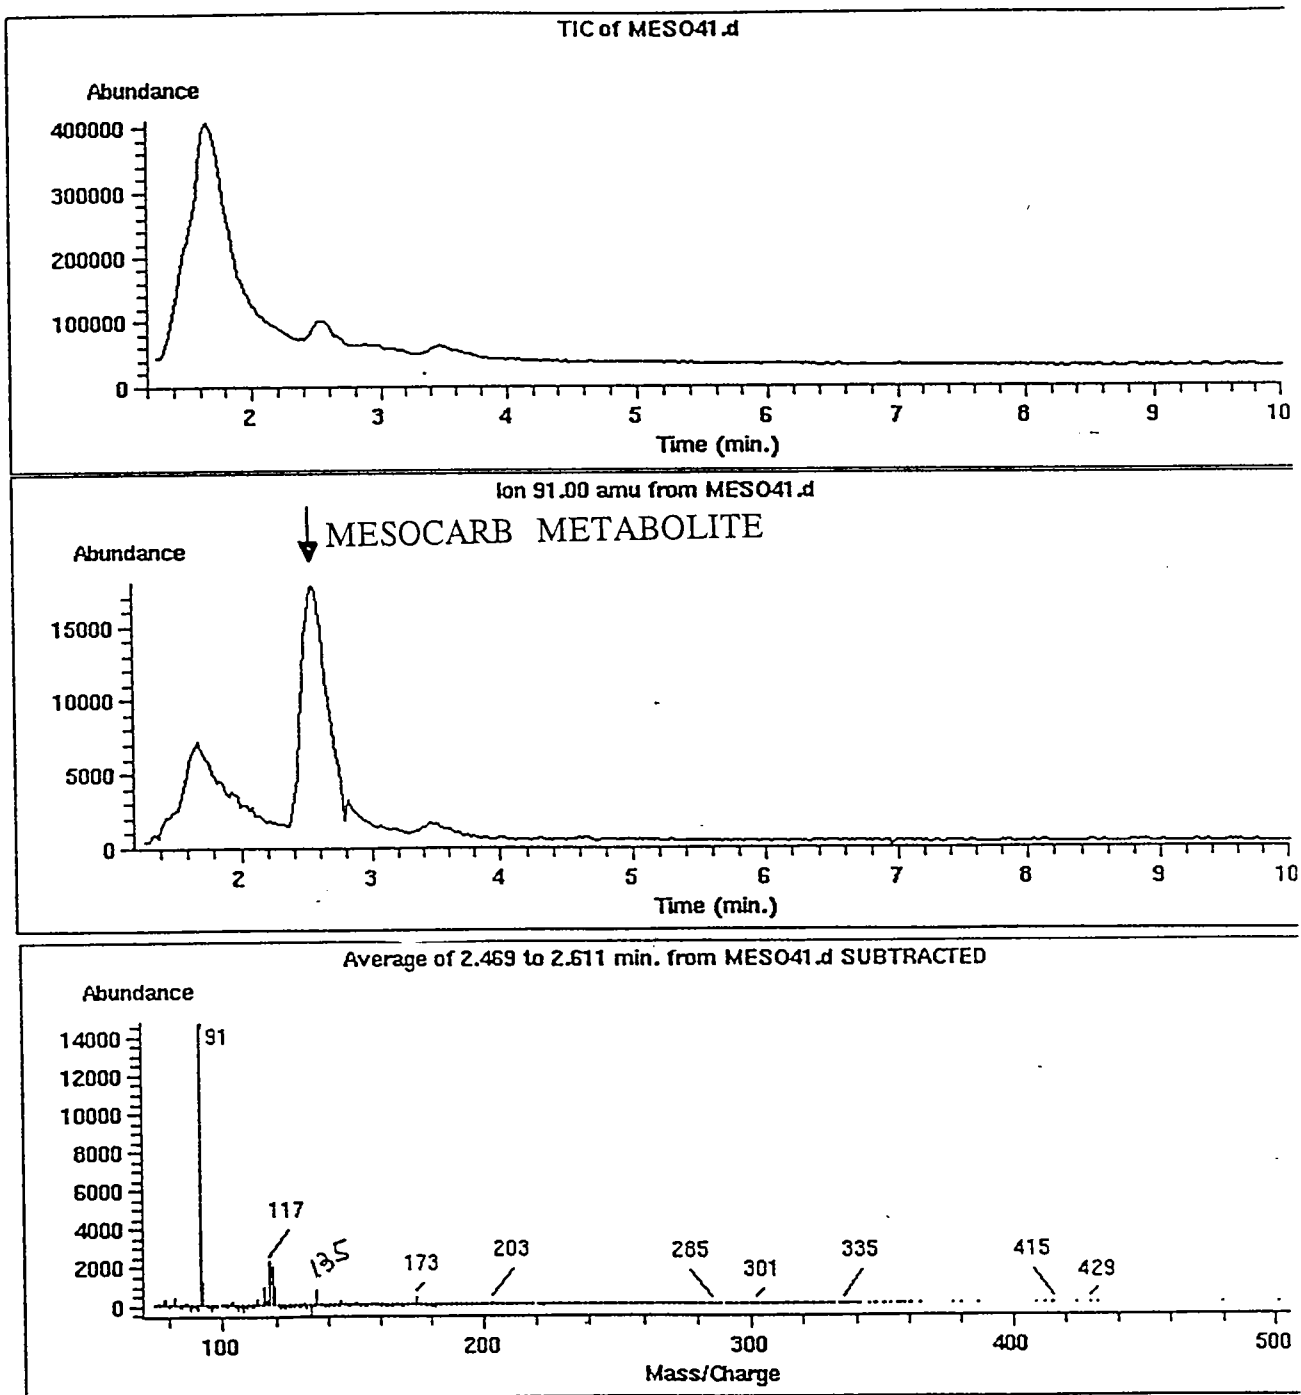 TIC of MESO41.d
Abundance
400000
300000
200000
100000
0
2 3 4 5 6 7 8 9 10
Time (min.)
Ion 91.00 amu from MESO41.d
MESOCARB METABOLITE
Abundance
15000
10000
5000
0
2 3 4 5 6 7 8 9 10
Time (min.)
Average of 2.469 to 2.611 min. from MESO41.d SUBTRACTED
Abundance
14000
12000
10000
8000
6000
4000
2000
0
91
117
135
173
203
285
301
335
415
429
100 200 300 400 500
Mass/Charge